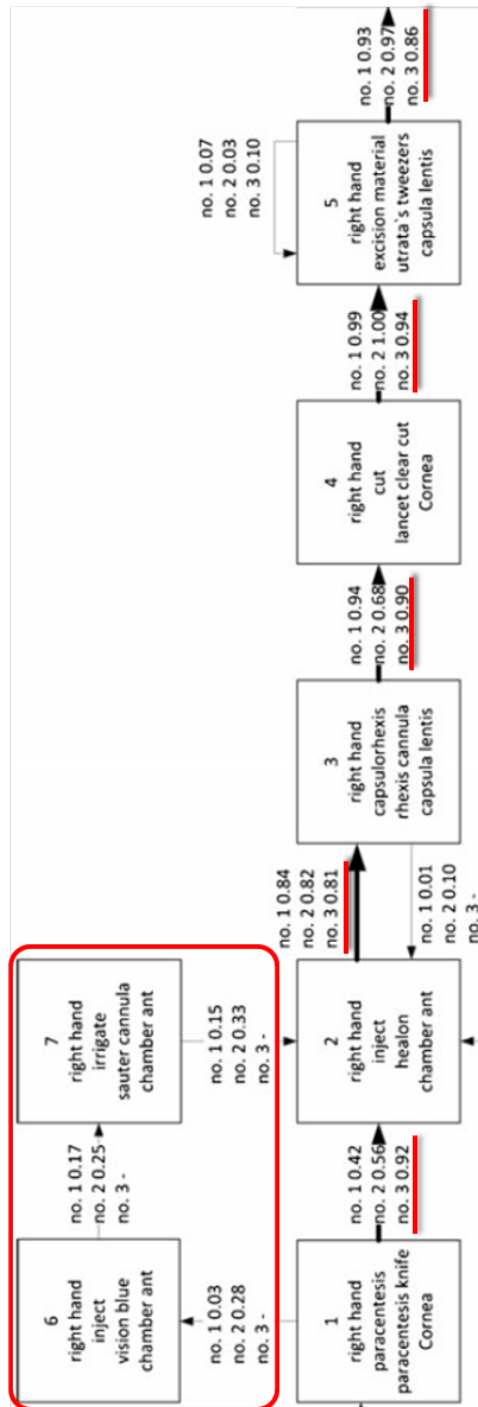 6
right hand
inject
vision blue
chamber ant
no. 1 0.17
no. 2 0.25
no. 3 -
7
right hand
irrigate
sauter cannula
chamber ant
no. 1 0.03
no. 2 0.28
no. 3 -
no. 1 0.15
no. 2 0.33
no. 3 -
1
right hand
paracentesis
paracentesis knife
Cornea
no. 1 0.42
no. 2 0.56
no. 3 0.92
2
right hand
inject
healon
chamber ant
no. 1 0.84
no. 2 0.82
no. 3 0.81
no. 1 0.01
no. 2 0.10
no. 3 -
3
right hand
capsulorhexis
rhexis cannula
capsula lentis
no. 1 0.94
no. 2 0.68
no. 3 0.90
4
right hand
cut
lancet clear cut
Cornea
no. 1 0.99
no. 2 1.00
no. 3 0.94
no. 1 0.07
no. 2 0.03
no. 3 0.10
5
right hand
excision material
utrata`s tweezers
capsula lentis
no. 1 0.93
no. 2 0.97
no. 3 0.86